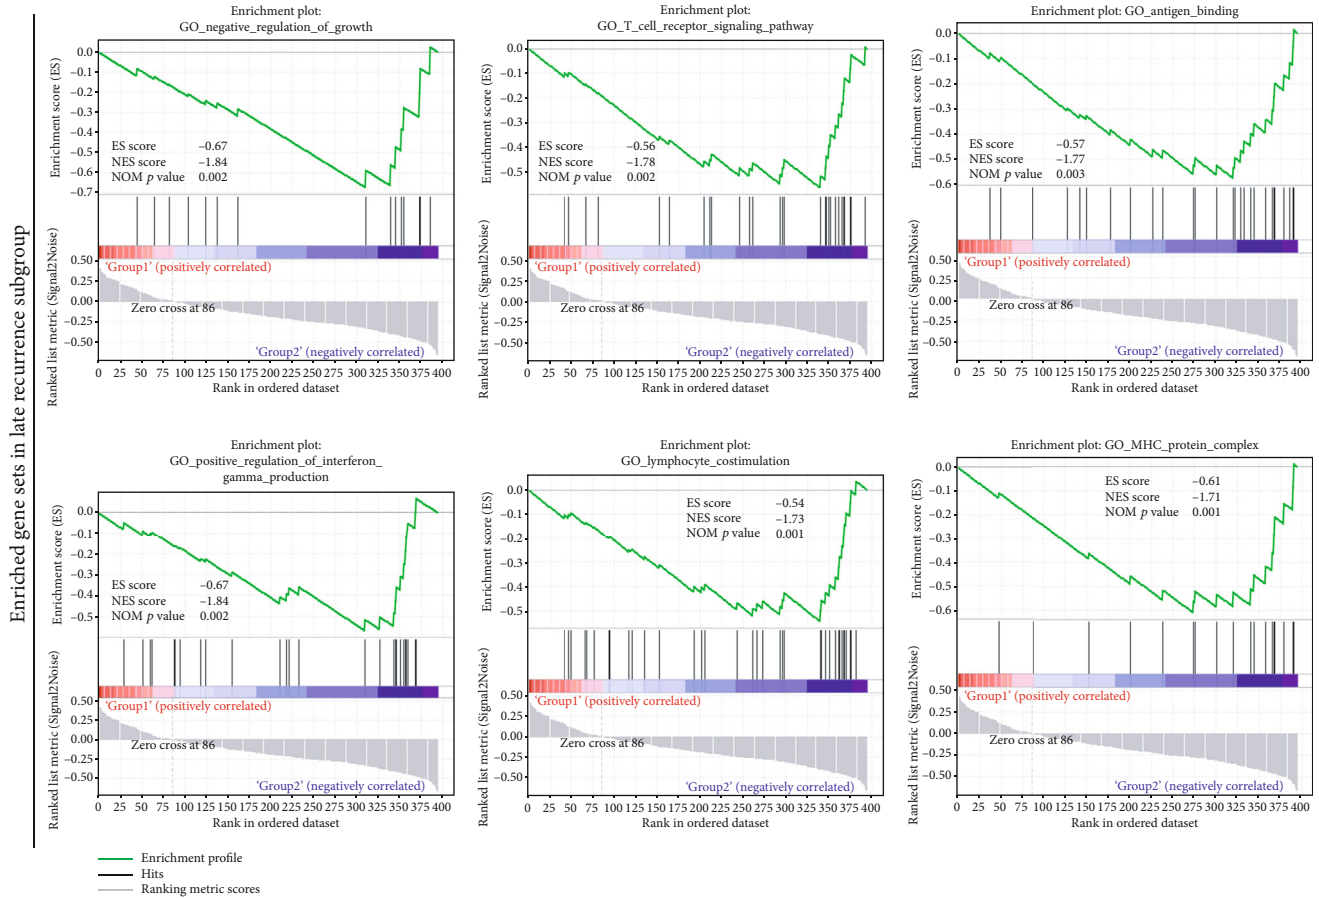 Enriched gene sets in late recurrence subgroup
Enrichment plot:
GO_negative_regulation_of_growth
Enrichment score (ES)
0.0
−0.1
−0.2
−0.3
−0.4
−0.5
−0.6
−0.7
ES score −0.67
NES score −1.84
NOM p value 0.002
Ranked list metric (Signal2Noise)
0.50
0.25
0.00
−0.25
−0.50
‘Group1’ (positively correlated)
Zero cross at 86
‘Group2’ (negatively correlated)
0 25 50 75 100 125 150 175 200 225 250 275 300 325 350 375 400
Rank in ordered dataset
Enrichment plot:
GO_T_cell_receptor_signaling_pathway
Enrichment score (ES)
0.0
−0.1
−0.2
−0.3
−0.4
−0.5
ES score −0.56
NES score −1.78
NOM p value 0.002
Ranked list metric (Signal2Noise)
0.50
0.25
0.00
−0.25
−0.50
‘Group1’ (positively correlated)
Zero cross at 86
‘Group2’ (negatively correlated)
0 25 50 75 100 125 150 175 200 225 250 275 300 325 350 375 400
Rank in ordered dataset
Enrichment plot: GO_antigen_binding
Enrichment score (ES)
0.0
−0.1
−0.2
−0.3
−0.4
−0.5
−0.6
ES score −0.57
NES score −1.77
NOM p value 0.003
Ranked list metric (Signal2Noise)
0.50
0.25
0.00
−0.25
−0.50
‘Group1’ (positively correlated)
Zero cross at 86
‘Group2’ (negatively correlated)
0 25 50 75 100 125 150 175 200 225 250 275 300 325 350 375 400
Rank in ordered dataset
Enrichment plot:
GO_positive_regulation_of_interferon_
gamma_production
Enrichment score (ES)
0.0
−0.1
−0.2
−0.3
−0.4
−0.5
ES score −0.67
NES score −1.84
NOM p value 0.002
Ranked list metric (Signal2Noise)
0.50
0.25
0.00
−0.25
−0.50
‘Group1’ (positively correlated)
Zero cross at 86
‘Group2’ (negatively correlated)
0 25 50 75 100 125 150 175 200 225 250 275 300 325 350 375 400
Rank in ordered dataset
Enrichment plot:
GO_lymphocyte_costimulation
Enrichment score (ES)
0.0
−0.1
−0.2
−0.3
−0.4
−0.5
ES score −0.54
NES score −1.73
NOM p value 0.001
Ranked list metric (Signal2Noise)
0.50
0.25
0.00
−0.25
−0.50
‘Group1’ (positively correlated)
Zero cross at 86
‘Group2’ (negatively correlated)
0 25 50 75 100 125 150 175 200 225 250 275 300 325 350 375 400
Rank in ordered dataset
Enrichment plot: GO_MHC_protein_complex
Enrichment score (ES)
0.0
−0.1
−0.2
−0.3
−0.4
−0.5
−0.6
ES score −0.61
NES score −1.71
NOM p value 0.001
Ranked list metric (Signal2Noise)
0.50
0.25
0.00
−0.25
−0.50
‘Group1’ (positively correlated)
Zero cross at 86
‘Group2’ (negatively correlated)
0 25 50 75 100 125 150 175 200 225 250 275 300 325 350 375 400
Rank in ordered dataset
Enrichment profile
Hits
Ranking metric scores